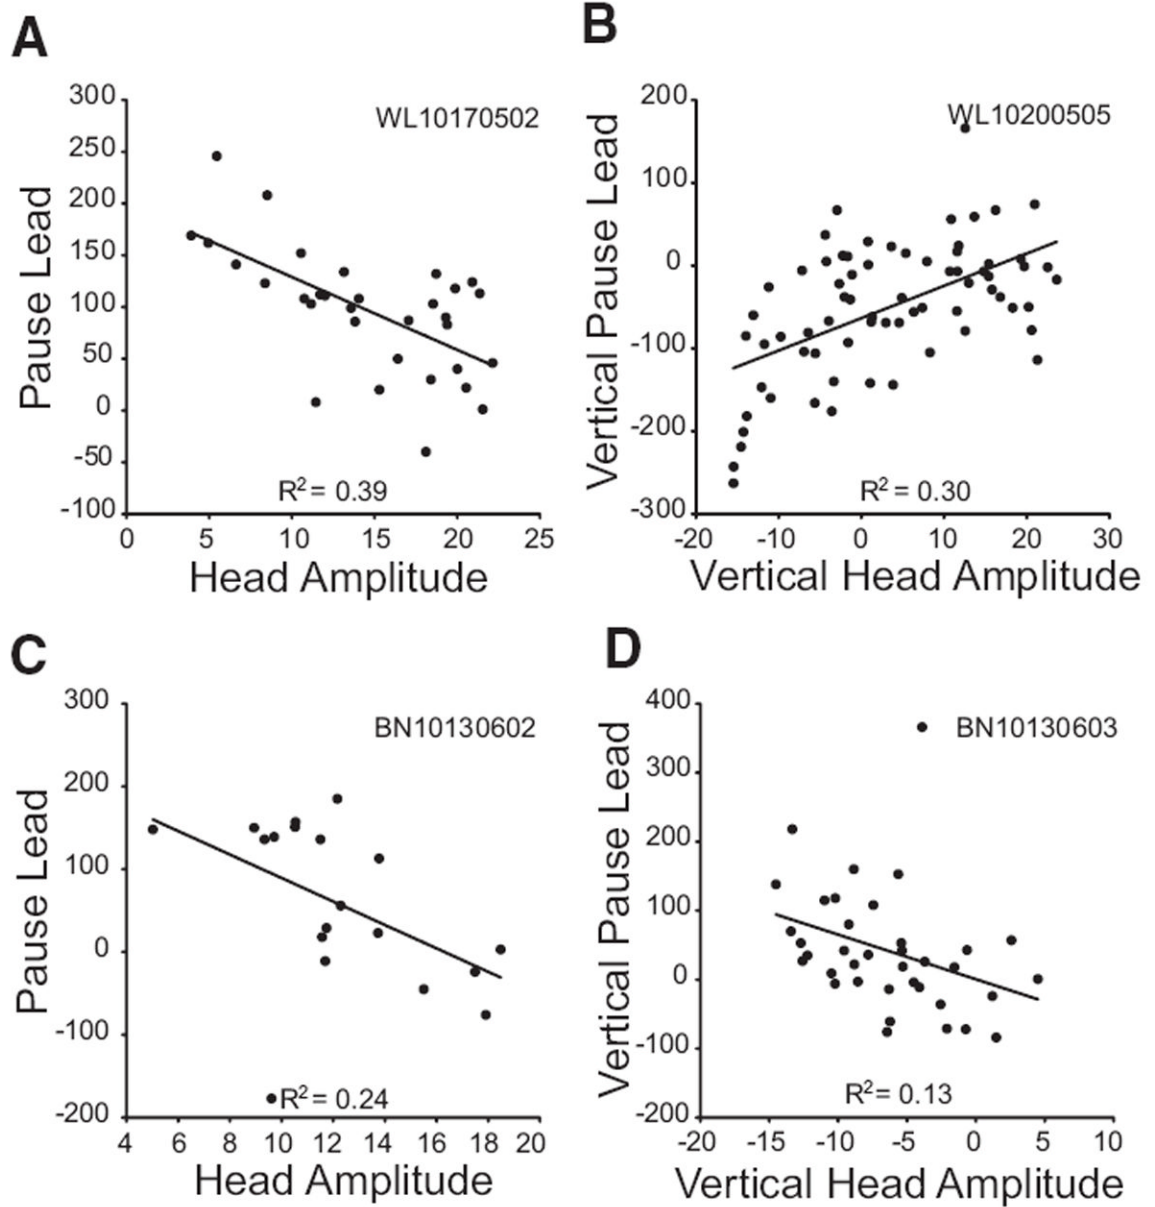 A
B
300
250
200
150
100
50
0
-50
-100
Pause Lead
WL10170502
R²= 0.39
0 5 10 15 20 25
Head Amplitude
200
100
0
-100
-200
-300
Vertical Pause Lead
WL10200505
R²= 0.30
-20 -10 0 10 20 30
Vertical Head Amplitude
C
D
300
200
100
0
-100
-200
Pause Lead
BN10130602
R²= 0.24
4 6 8 10 12 14 16 18 20
Head Amplitude
400
300
200
100
0
-100
-200
Vertical Pause Lead
BN10130603
R²= 0.13
-20 -15 -10 -5 0 5 10
Vertical Head Amplitude